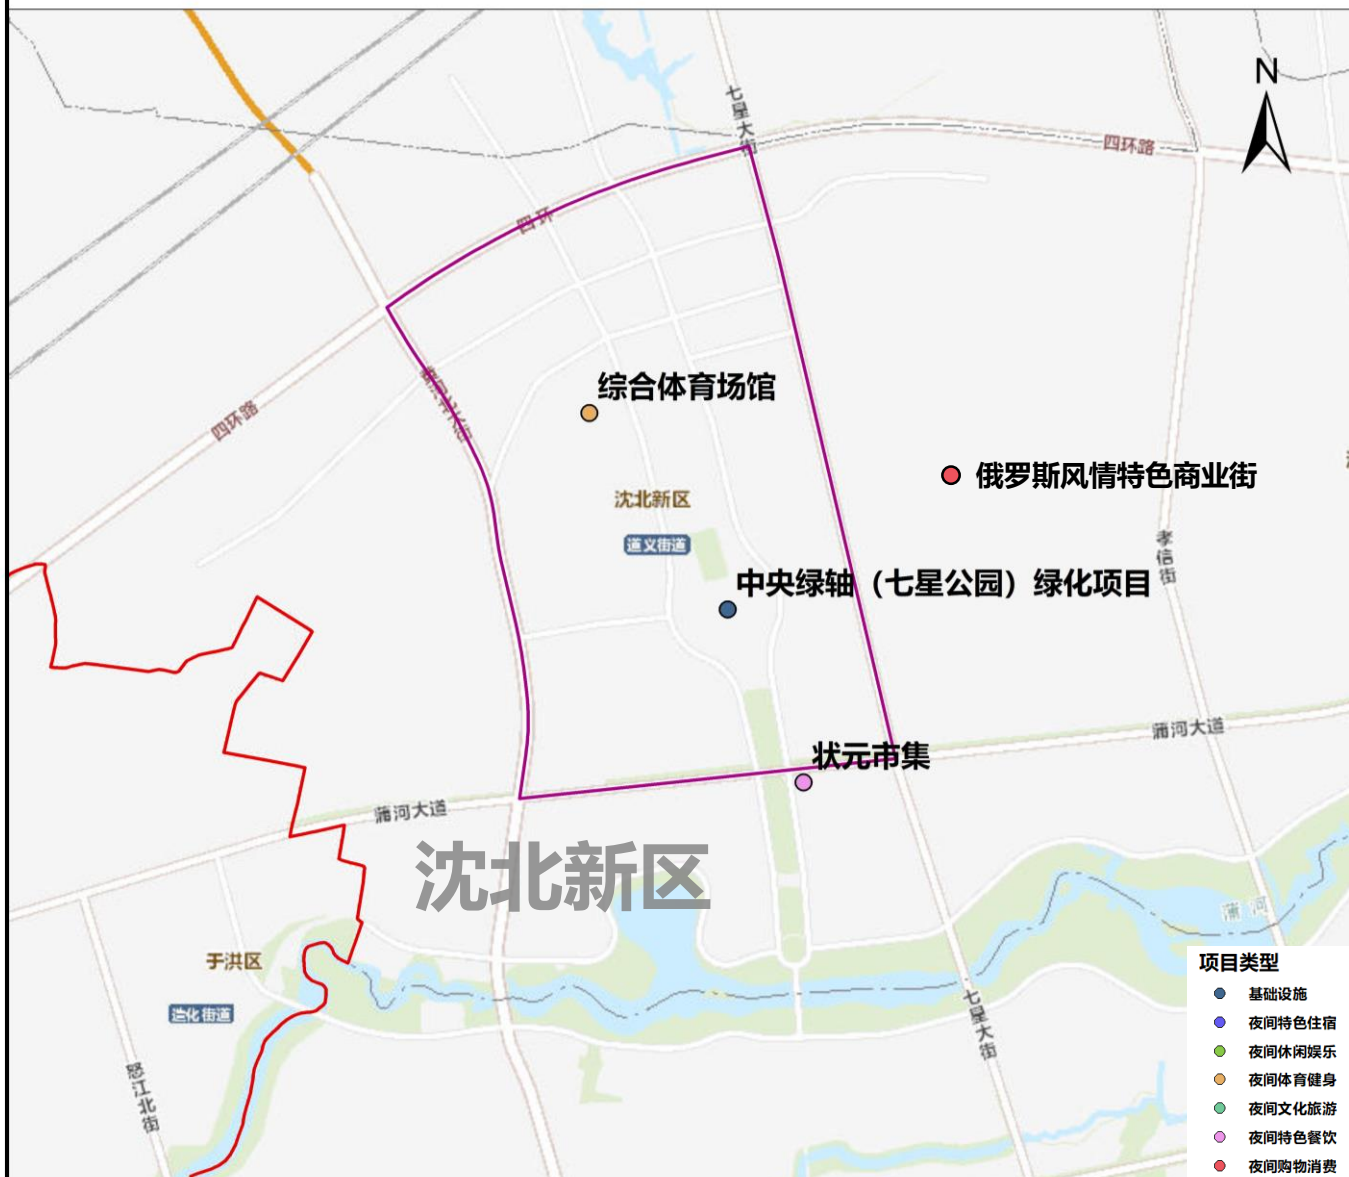 N
七星大街
四环路
四环
四环路
综合体育场馆
俄罗斯风情特色商业街
沈北新区
道义街道
孝信街
中央绿轴（七星公园）绿化项目
蒲河大道
状元市集
蒲河大道
沈北新区
蒲河
于洪区
造化街道
七星大街
怒江北街
项目类型
基础设施
夜间特色住宿
夜间休闲娱乐
夜间体育健身
夜间文化旅游
夜间特色餐饮
夜间购物消费